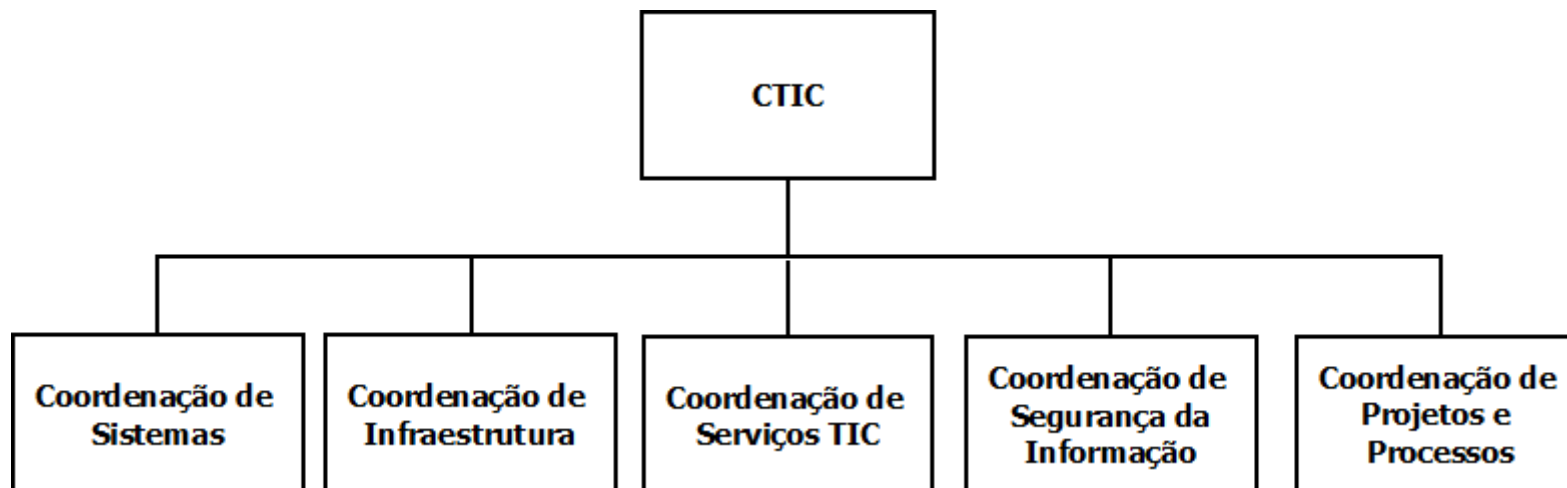 CTIC
Coordenação de
Sistemas
Coordenação de
Infraestrutura
Coordenação de
Serviços TIC
Coordenação de
Segurança da
Informação
Coordenação de
Projetos e
Processos